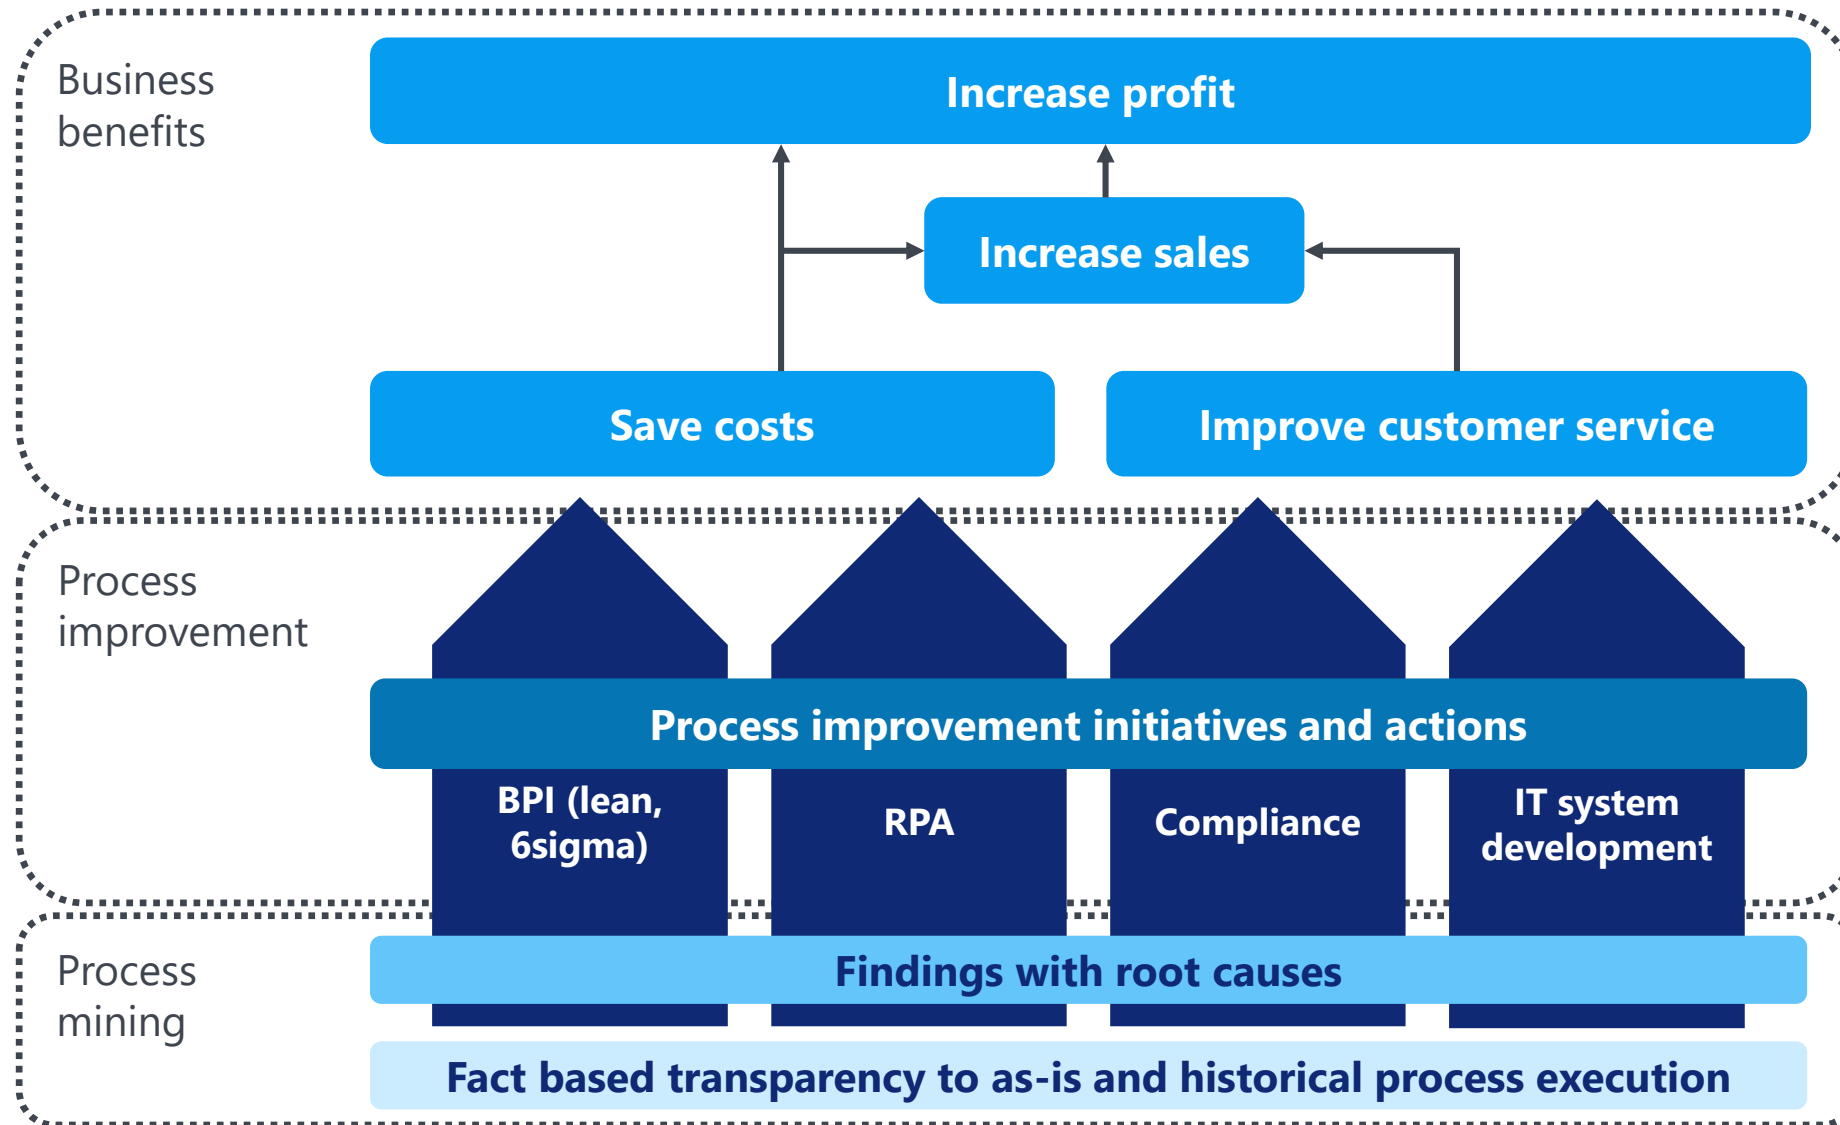 Business
benefits
Increase profit
Increase sales
Save costs
Improve customer service
Process
improvement
Process improvement initiatives and actions
BPI (lean,
6sigma)
RPA
Compliance
IT system
development
Process
mining
Findings with root causes
Fact based transparency to as-is and historical process execution